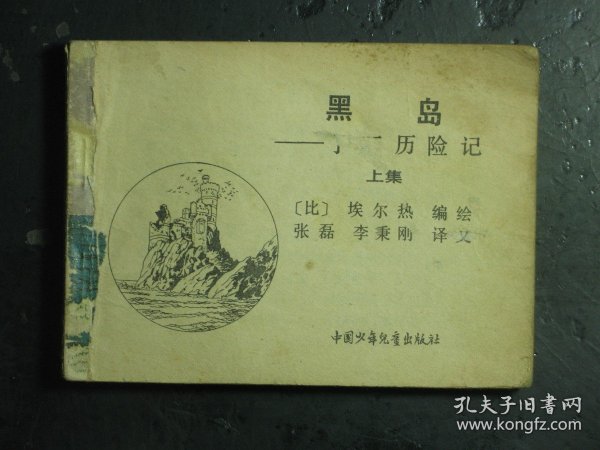 黑 岛
——丁丁历险记
上集
〔比〕 埃尔热 编绘
张磊 李秉刚 译文
中国少年儿童出版社
孔夫子旧书网
www.kongfz.com